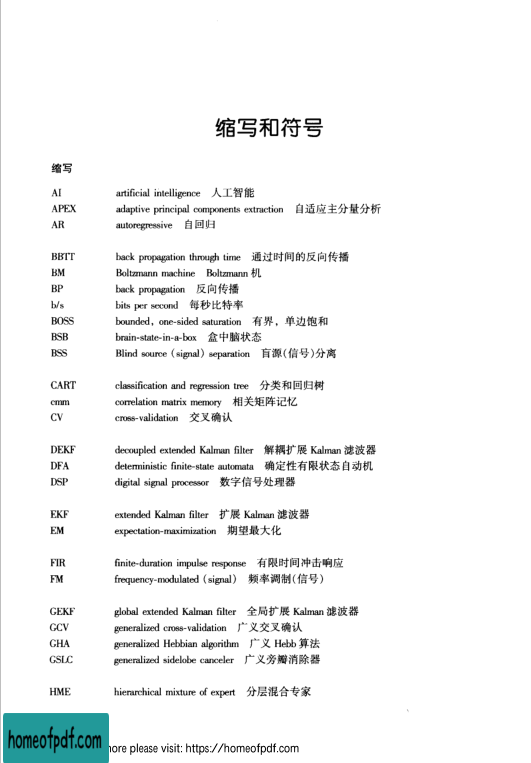 缩写和符号
缩写
AI artificial intelligence 人工智能
APEX adaptive principal components extraction 自适应主分量分析
AR autoregressive 自回归
BBTT back propagation through time 通过时间的反向传播
BM Boltzmann machine Boltzmann 机
BP back propagation 反向传播
b/s bits per second 每秒比特率
BOSS bounded, one-sided saturation 有界，单边饱和
BSB brain-state-in-a-box 盒中脑状态
BSS Blind source (signal) separation 盲源(信号)分离
CART classification and regression tree 分类和回归树
cmm correlation matrix memory 相关矩阵记忆
CV cross-validation 交叉确认
DEKF decoupled extended Kalman filter 解耦扩展 Kalman 滤波器
DFA deterministic finite-state automata 确定性有限状态自动机
DSP digital signal processor 数字信号处理器
EKF extended Kalman filter 扩展 Kalman 滤波器
EM expectation-maximization 期望最大化
FIR finite-duration impulse response 有限时间冲击响应
FM frequency-modulated (signal) 频率调制(信号)
GEKF global extended Kalman filter 全局扩展 Kalman 滤波器
GCV generalized cross-validation 广义交叉确认
GHA generalized Hebbian algorithm 广义 Hebb 算法
GSLC generalized sidelobe canceler 广义旁瓣消除器
HME hierarchical mixture of expert 分层混合专家
homeofpdf.com
please visit: https://homeofpdf.com